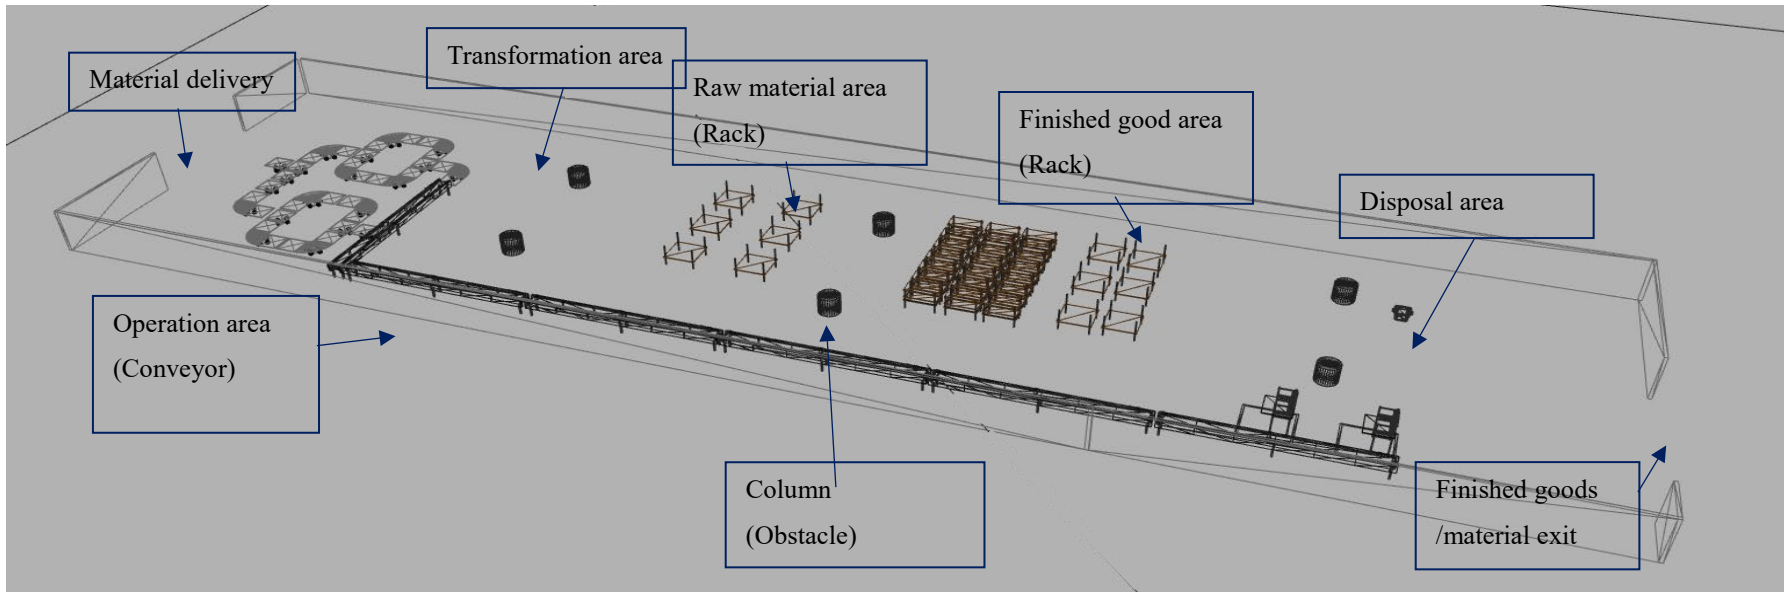 Material delivery
Transformation area
Raw material area
(Rack)
Finished good area
(Rack)
Disposal area
Operation area
(Conveyor)
Column
(Obstacle)
Finished goods
/material exit